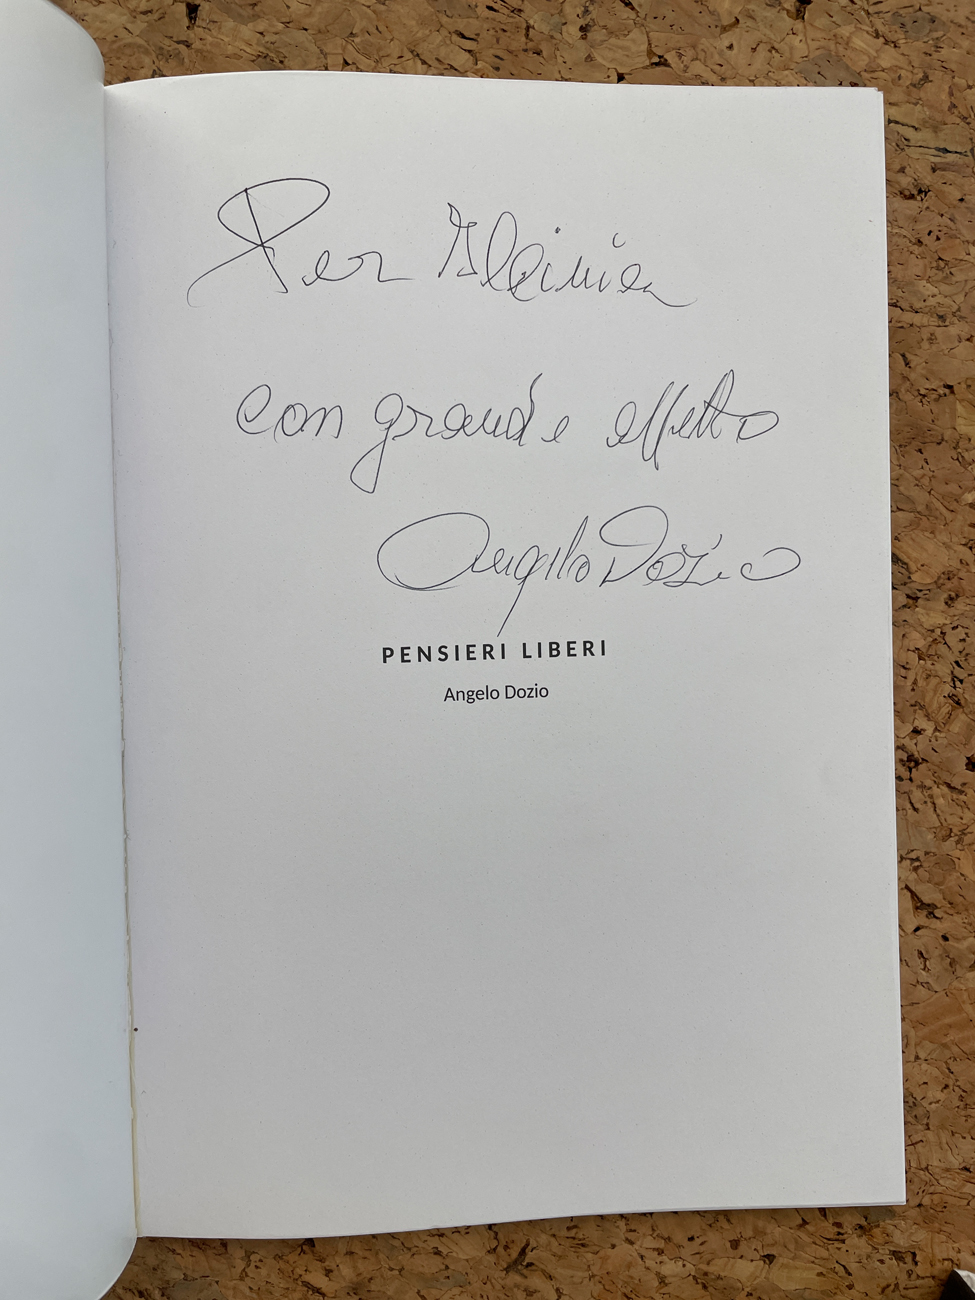 Per
con grande affetto
Angelo Dozio
PENSIERI LIBERI
Angelo Dozio